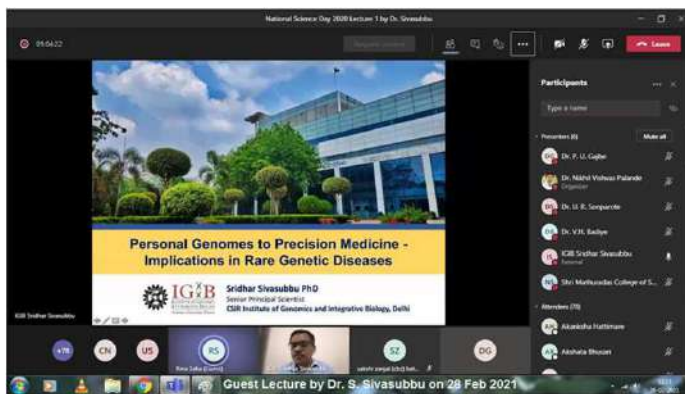 National Science Day 2020 Lecture 1 by Dr. Sivasubbu
Leave
Participants
Type a name
Presenters (6)
Mute all
Dr. P. U. Gajbe
Dr. Nikhil Vishwas Palande
Organizer
Dr. U. R. Sonparote
Dr. V.H. Badiye
IGIB Sridhar Sivasubbu
External
Shri Mathuradas College of S...
Attendees (78)
Akanksha Hattimare
Akshata Bhusari
Personal Genomes to Precision Medicine -
Implications in Rare Genetic Diseases
IGIB
Sridhar Sivasubbu PhD
Senior Principal Scientist
CSIR Institute of Genomics and Integrative Biology, Delhi
IGIB Sridhar Sivasubbu
+78
CN
US
RS
SZ
DG
Guest Lecture by Dr. S. Sivasubbu on 28 Feb 2021